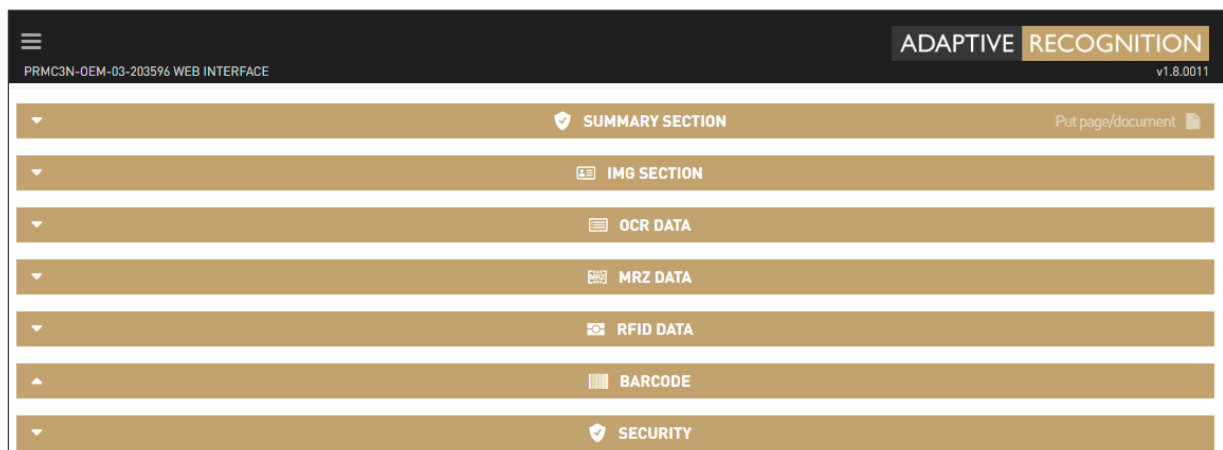 ADAPTIVE RECOGNITION
PRMC3N-OEM-03-203596 WEB INTERFACE
v1.8.0011
SUMMARY SECTION
Put page/document
IMG SECTION
OCR DATA
MRZ
MRZ DATA
RFID DATA
BARCODE
SECURITY